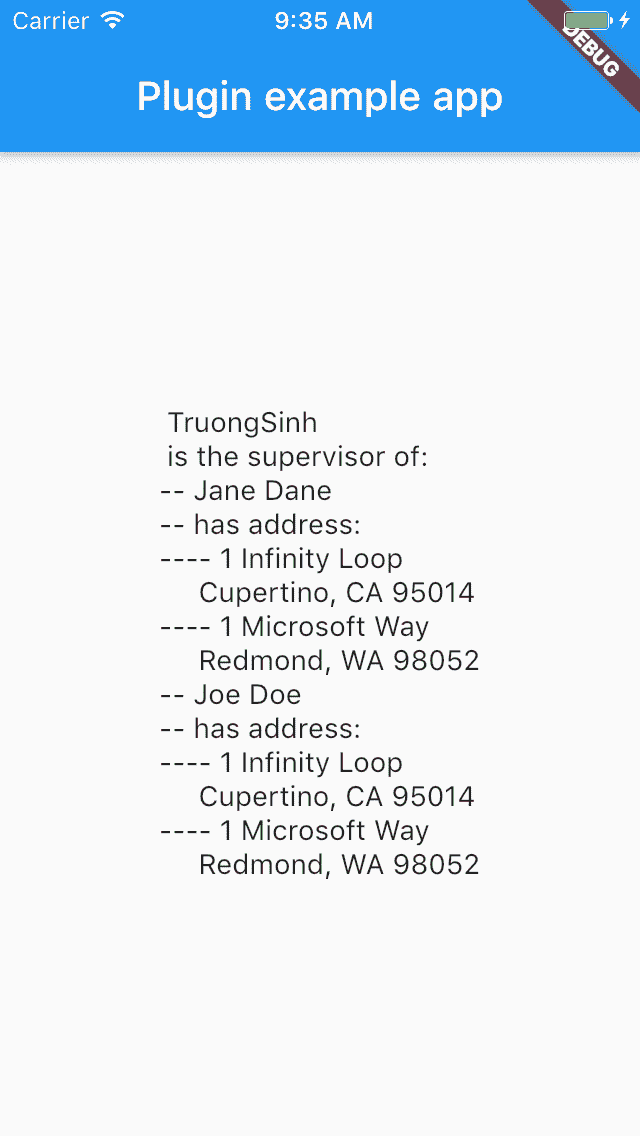 Carrier 9:35 AM
DEBUG
Plugin example app
TruongSinh
is the supervisor of:
-- Jane Dane
-- has address:
---- 1 Infinity Loop
Cupertino, CA 95014
---- 1 Microsoft Way
Redmond, WA 98052
-- Joe Doe
-- has address:
---- 1 Infinity Loop
Cupertino, CA 95014
---- 1 Microsoft Way
Redmond, WA 98052